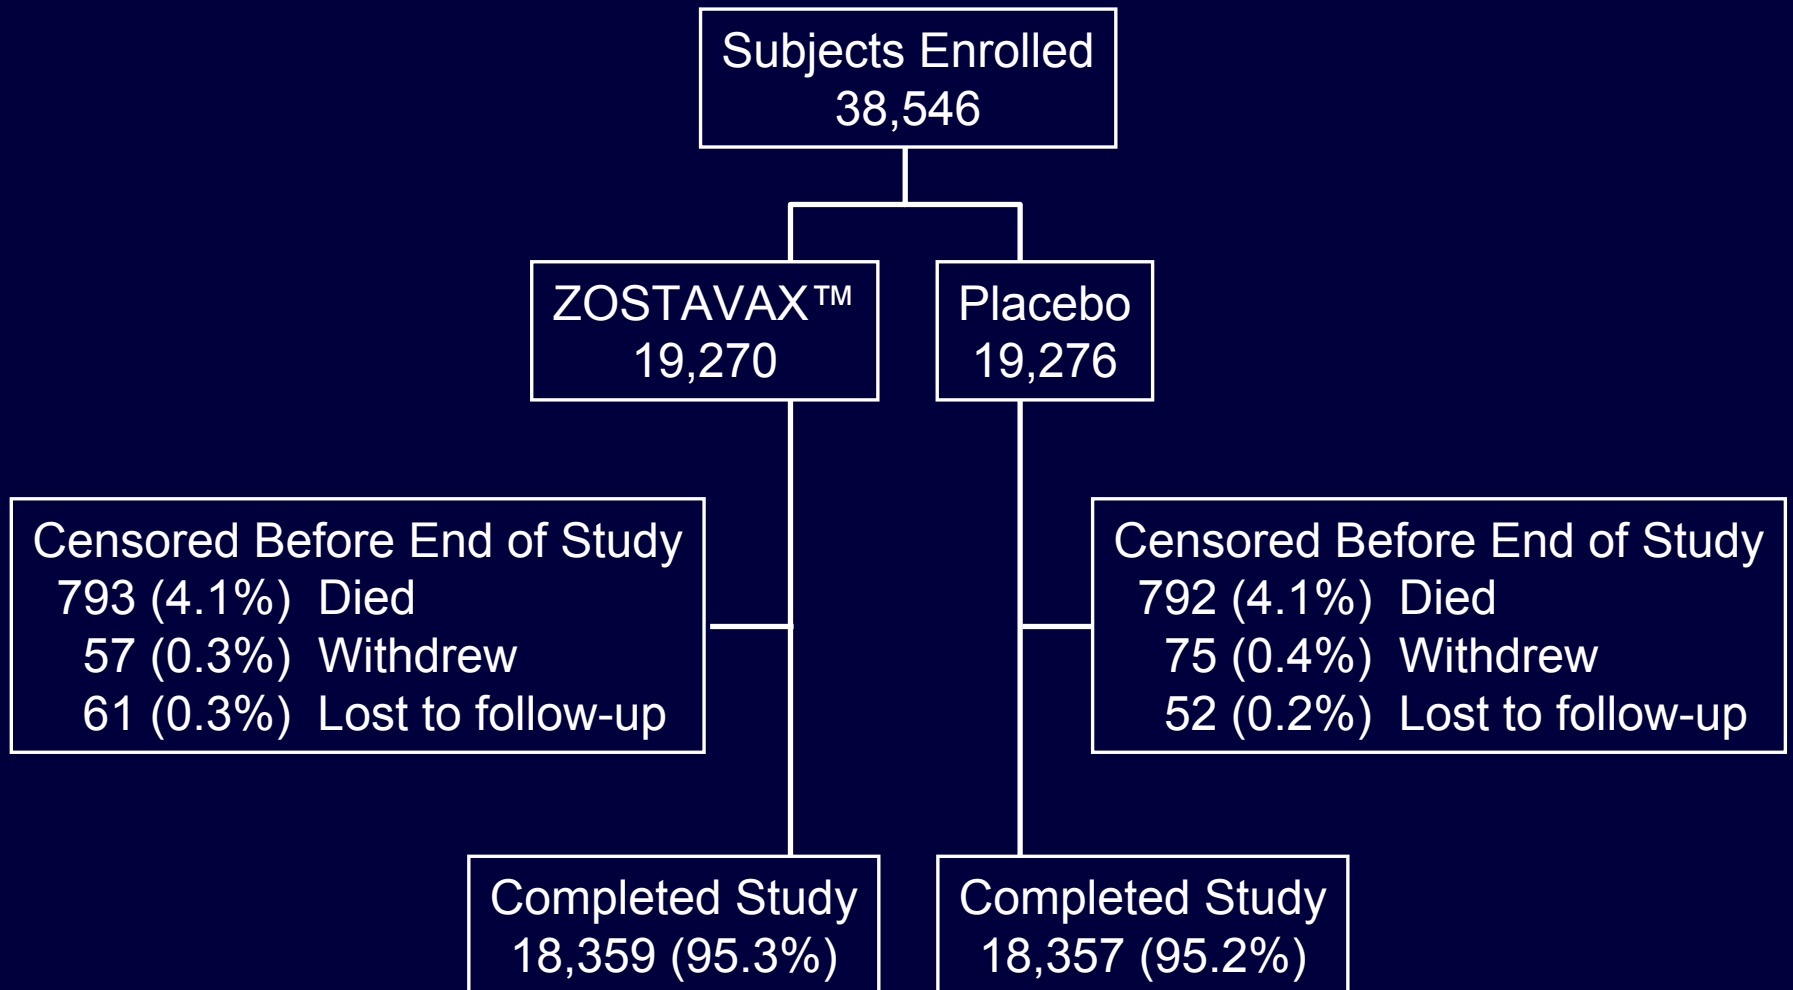 Subjects Enrolled
38,546
ZOSTAVAX™
19,270
Placebo
19,276
Censored Before End of Study
793 (4.1%) Died
57 (0.3%) Withdrew
61 (0.3%) Lost to follow-up
Censored Before End of Study
792 (4.1%) Died
75 (0.4%) Withdrew
52 (0.2%) Lost to follow-up
Completed Study
18,359 (95.3%)
Completed Study
18,357 (95.2%)